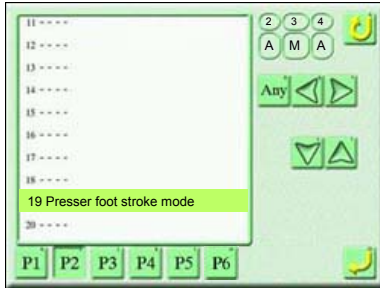 11 - - - -
12 - - - -
13 - - - -
14 - - - -
15 - - - -
16 - - - -
17 - - - -
18 - - - -
19 Presser foot stroke mode
20 - - - -
2 3 4
A M A
Any
P1 P2 P3 P4 P5 P6